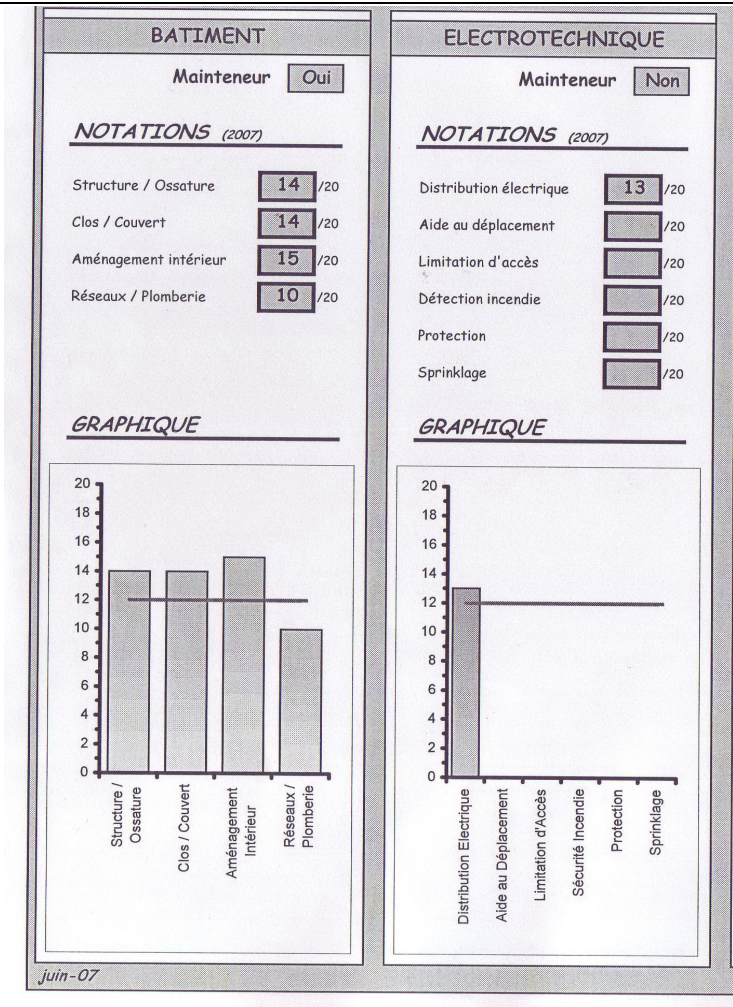 BATIMENT
Mainteneur Oui
NOTATIONS (2007)
Structure / Ossature 14 /20
Clos / Couvert 14 /20
Aménagement intérieur 15 /20
Réseaux / Plomberie 10 /20
GRAPHIQUE
20
18
16
14
12
10
8
6
4
2
0
Structure /
Ossature
Clos / Couvert
Aménagement
Intérieur
Réseaux /
Plomberie
ELECTROTECHNIQUE
Mainteneur Non
NOTATIONS (2007)
Distribution électrique 13 /20
Aide au déplacement /20
Limitation d'accès /20
Détection incendie /20
Protection /20
Sprinklage /20
GRAPHIQUE
20
18
16
14
12
10
8
6
4
2
0
Distribution Electrique
Aide au Déplacement
Limitation d'Accès
Sécurité Incendie
Protection
Sprinklage
juin-07